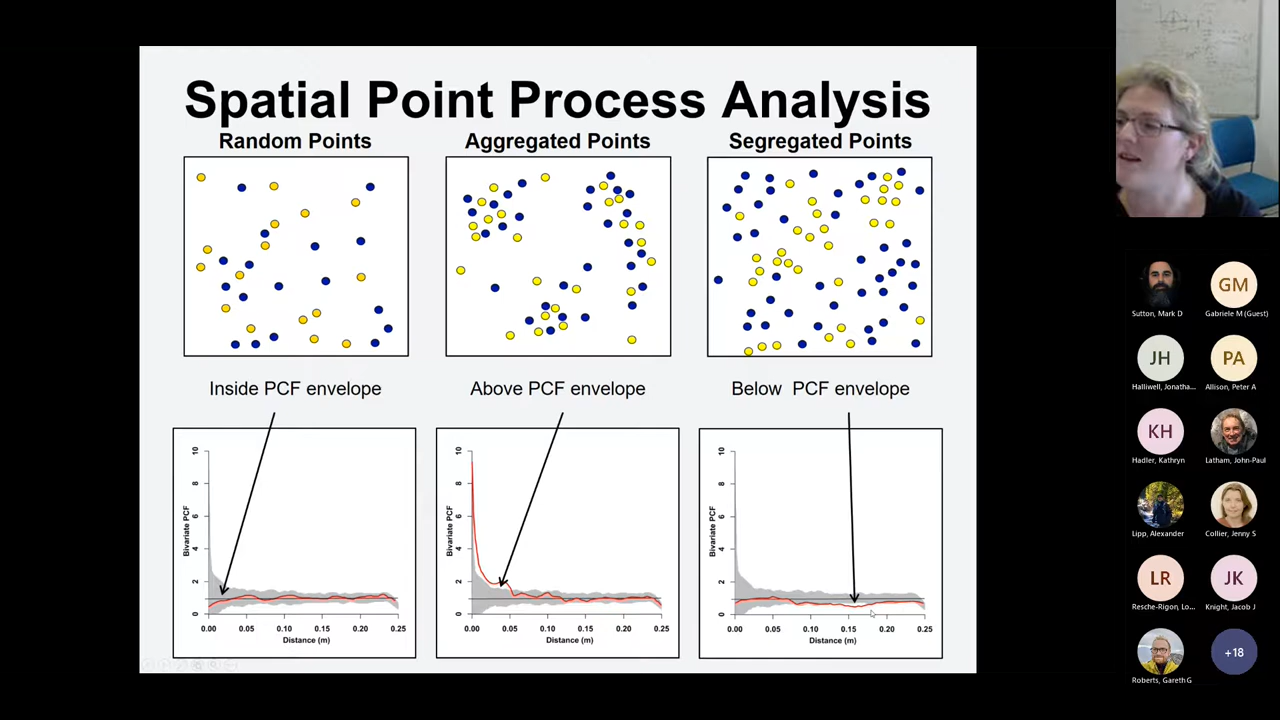 Spatial Point Process Analysis
Random Points
Aggregated Points
Segregated Points
Inside PCF envelope
Above PCF envelope
Below PCF envelope
Bivariate PCF
0 2 4 6 8 10
0.00 0.05 0.10 0.15 0.20 0.25
Distance (m)
Bivariate PCF
0 2 4 6 8 10
0.00 0.05 0.10 0.15 0.20 0.25
Distance (m)
Bivariate PCF
0 2 4 6 8 10
0.00 0.05 0.10 0.15 0.20 0.25
Distance (m)
Sutton, Mark D
GM
Gabriele M (Guest)
JH
Halliwell, Jonatha...
PA
Allison, Peter A
KH
Hadler, Kathryn
Latham, John-Paul
Lipp, Alexander
Collier, Jenny S
LR
Resche-Rigon, Lo...
JK
Knight, Jacob J
Roberts, Gareth G
+18